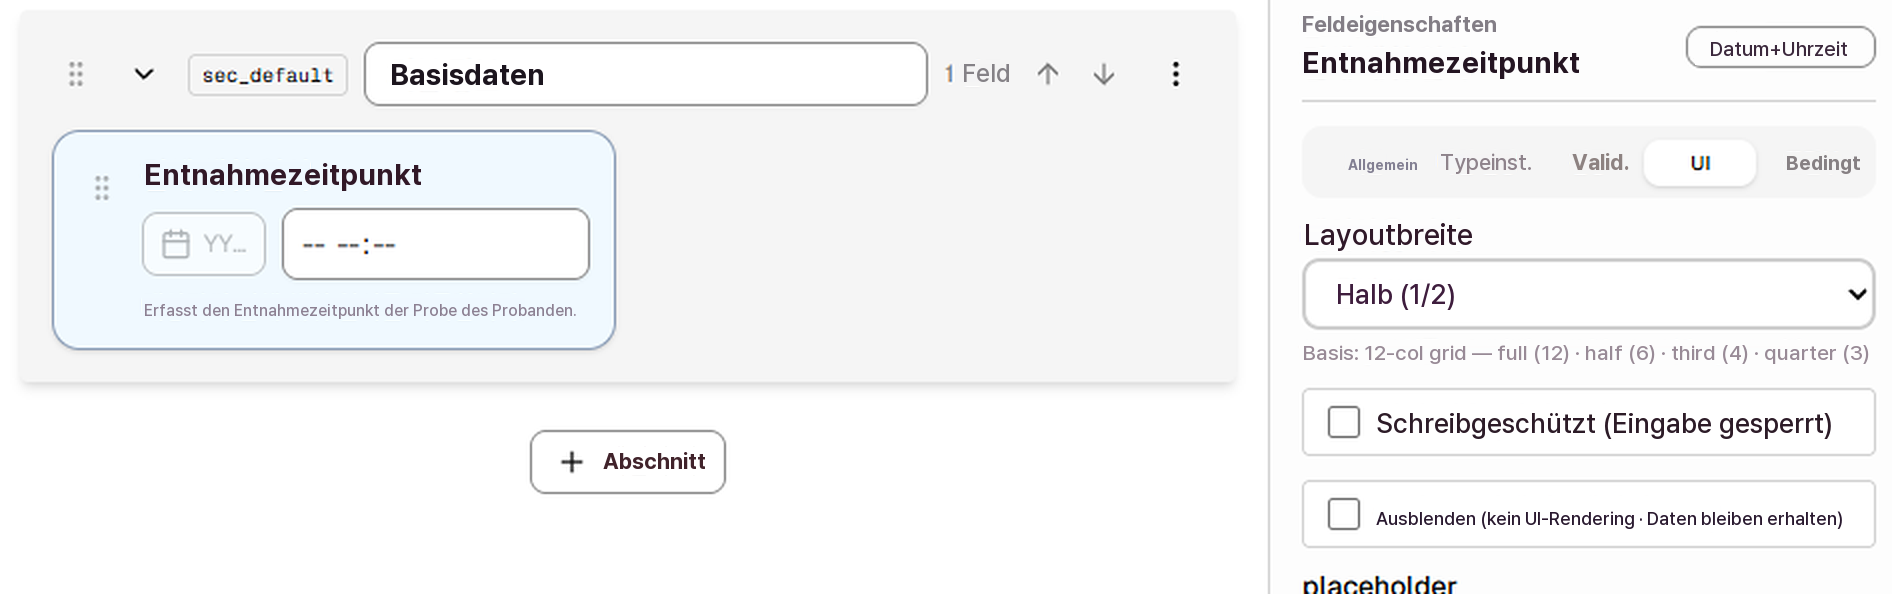 sec_default
Basisdaten
1 Feld
Entnahmezeitpunkt
YY...
-- --:--
Erfasst den Entnahmezeitpunkt der Probe des Probanden.
Abschnitt
Feldeigenschaften
Entnahmezeitpunkt
Datum+Uhrzeit
Allgemein Typeinst. Valid. UI Bedingt
Layoutbreite
Halb (1/2)
Basis: 12-col grid — full (12) · half (6) · third (4) · quarter (3)
Schreibgeschützt (Eingabe gesperrt)
Ausblenden (kein UI-Rendering · Daten bleiben erhalten)
placeholder